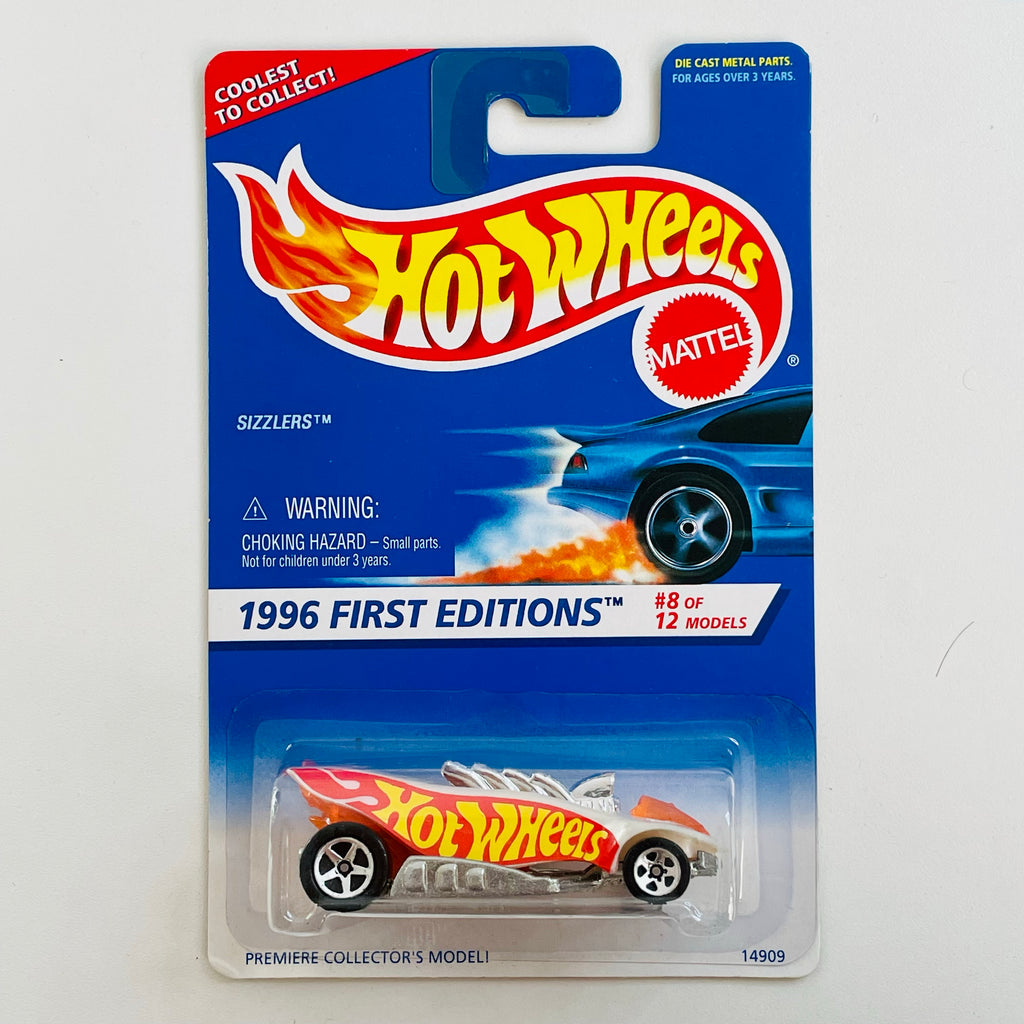 COOLEST
TO COLLECT!
DIE CAST METAL PARTS.
FOR AGES OVER 3 YEARS.
HOT WHEELS
MATTEL
®
SIZZLERS™
⚠ WARNING:
CHOKING HAZARD – Small parts.
Not for children under 3 years.
1996 FIRST EDITIONS™
#8 OF
12 MODELS
HOT WHEELS
PREMIERE COLLECTOR'S MODEL!
14909